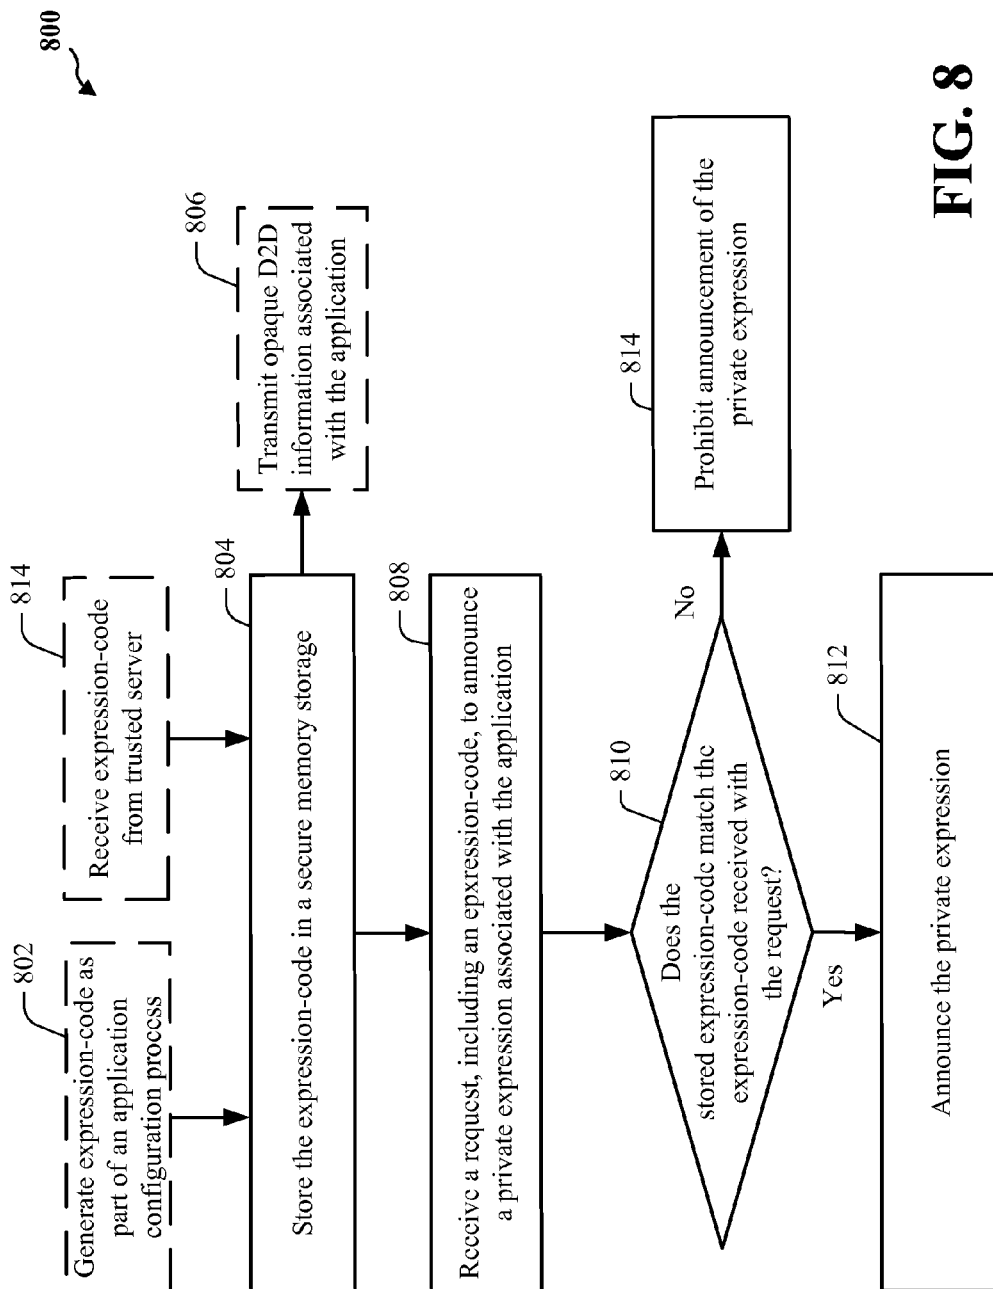 800
802
Generate expression-code as
part of an application
configuration process
814
Receive expression-code
from trusted server
804
Store the expression-code in a secure memory storage
806
Transmit opaque D2D
information associated
with the application
808
Receive a request, including an epxression-code, to announce
a private expression associated with the application
810
Does the
stored expression-code match the
expression-code received with
the request?
No
814
Prohibit announcement of the
private expression
Yes
812
Announce the private expression
FIG. 8